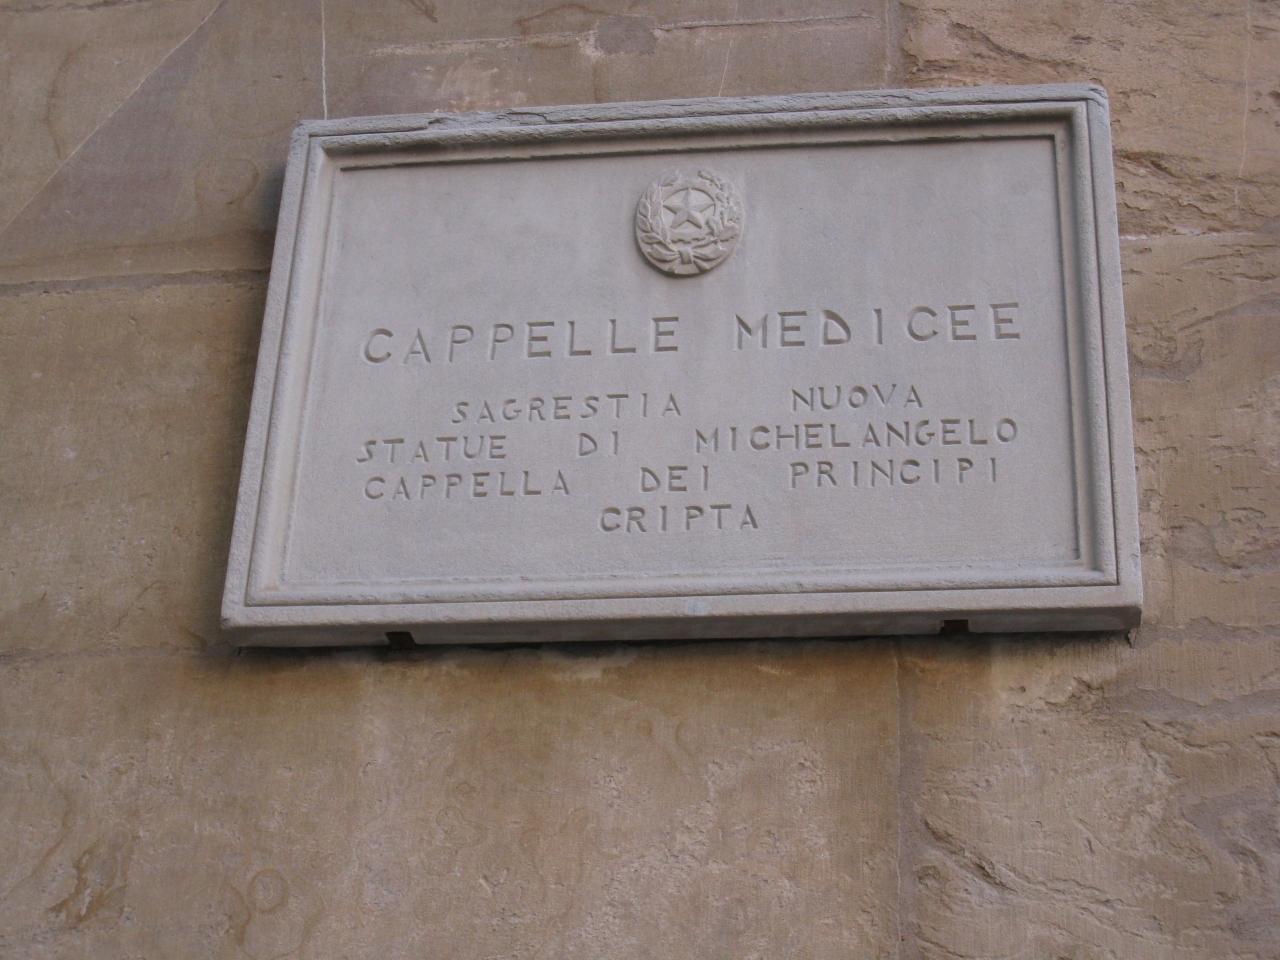 CAPPELLE MEDICEE
SAGRESTIA NUOVA
STATUE DI MICHELANGELO
CAPPELLA DEI PRINCIPI
CRIPTA